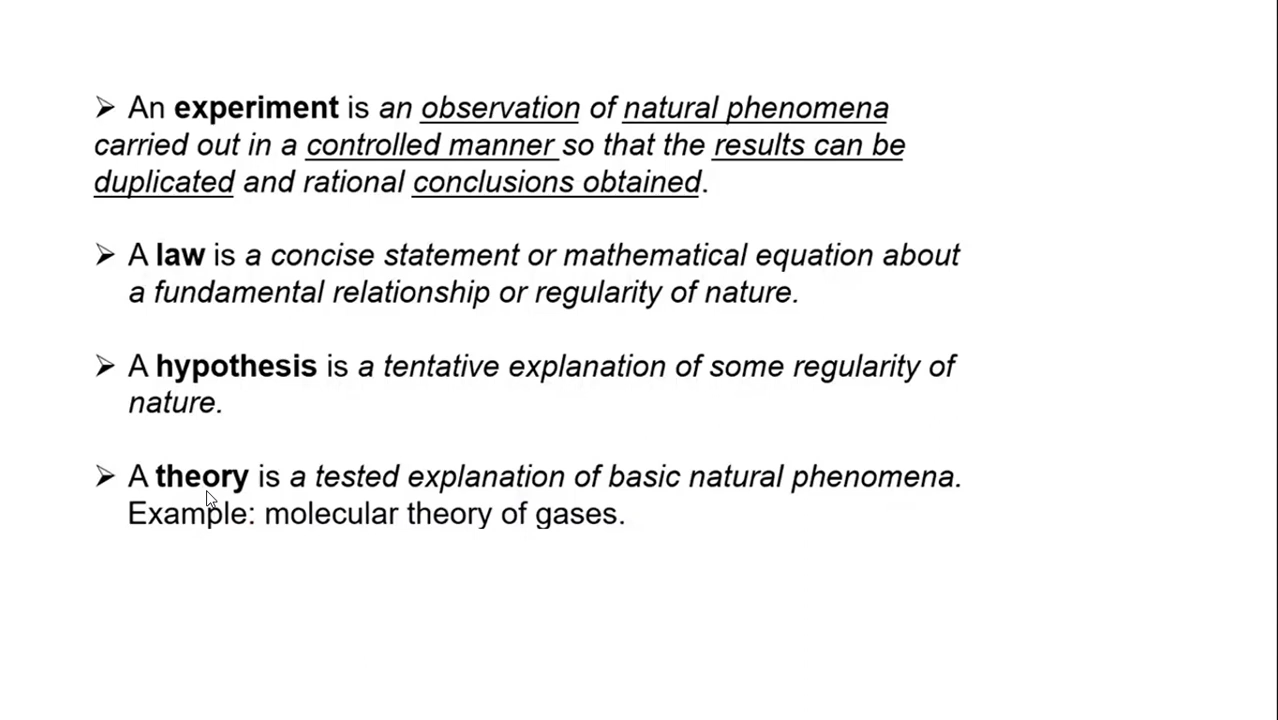 ➢ An experiment is an observation of natural phenomena
carried out in a controlled manner so that the results can be
duplicated and rational conclusions obtained.
➢ A law is a concise statement or mathematical equation about
a fundamental relationship or regularity of nature.
➢ A hypothesis is a tentative explanation of some regularity of
nature.
➢ A theory is a tested explanation of basic natural phenomena.
Example: molecular theory of gases.